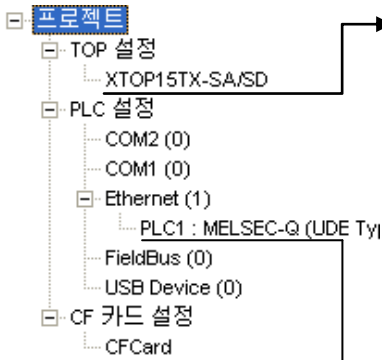 프로젝트
TOP 설정
XTOP15TX-SA/SD
PLC 설정
COM2 (0)
COM1 (0)
Ethernet (1)
PLC1 : MELSEC-Q (UDE Typ
FieldBus (0)
USB Device (0)
CF 카드 설정
CFCard